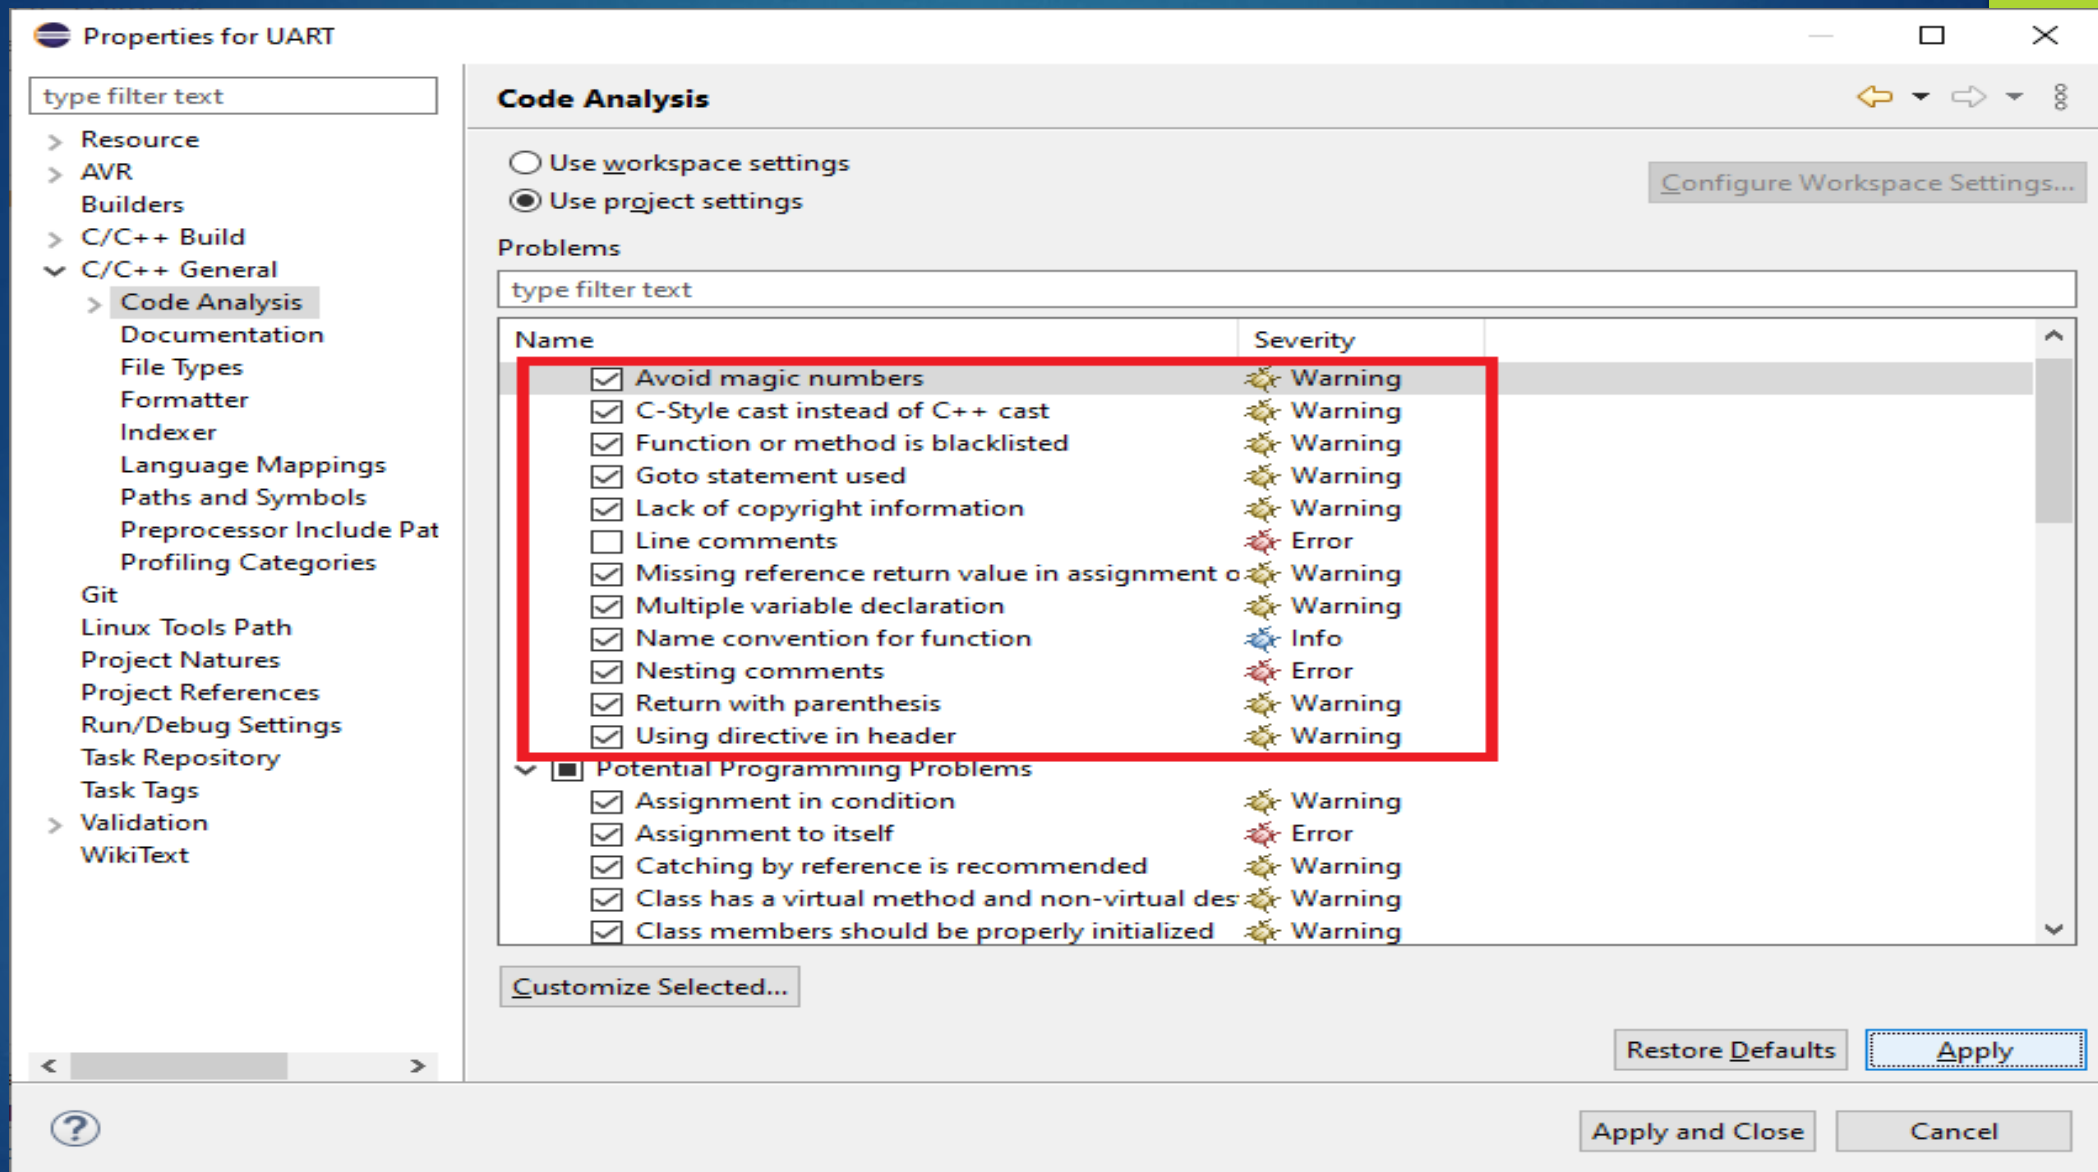 Properties for UART
type filter text
Resource
AVR
Builders
C/C++ Build
C/C++ General
Code Analysis
Documentation
File Types
Formatter
Indexer
Language Mappings
Paths and Symbols
Preprocessor Include Pat
Profiling Categories
Git
Linux Tools Path
Project Natures
Project References
Run/Debug Settings
Task Repository
Task Tags
Validation
WikiText
Code Analysis
Use workspace settings
Use project settings
Configure Workspace Settings...
Problems
type filter text
Name Severity
Avoid magic numbers Warning
C-Style cast instead of C++ cast Warning
Function or method is blacklisted Warning
Goto statement used Warning
Lack of copyright information Warning
Line comments Error
Missing reference return value in assignment o Warning
Multiple variable declaration Warning
Name convention for function Info
Nesting comments Error
Return with parenthesis Warning
Using directive in header Warning
Potential Programming Problems
Assignment in condition Warning
Assignment to itself Error
Catching by reference is recommended Warning
Class has a virtual method and non-virtual des Warning
Class members should be properly initialized Warning
Customize Selected...
Restore Defaults Apply
? Apply and Close Cancel